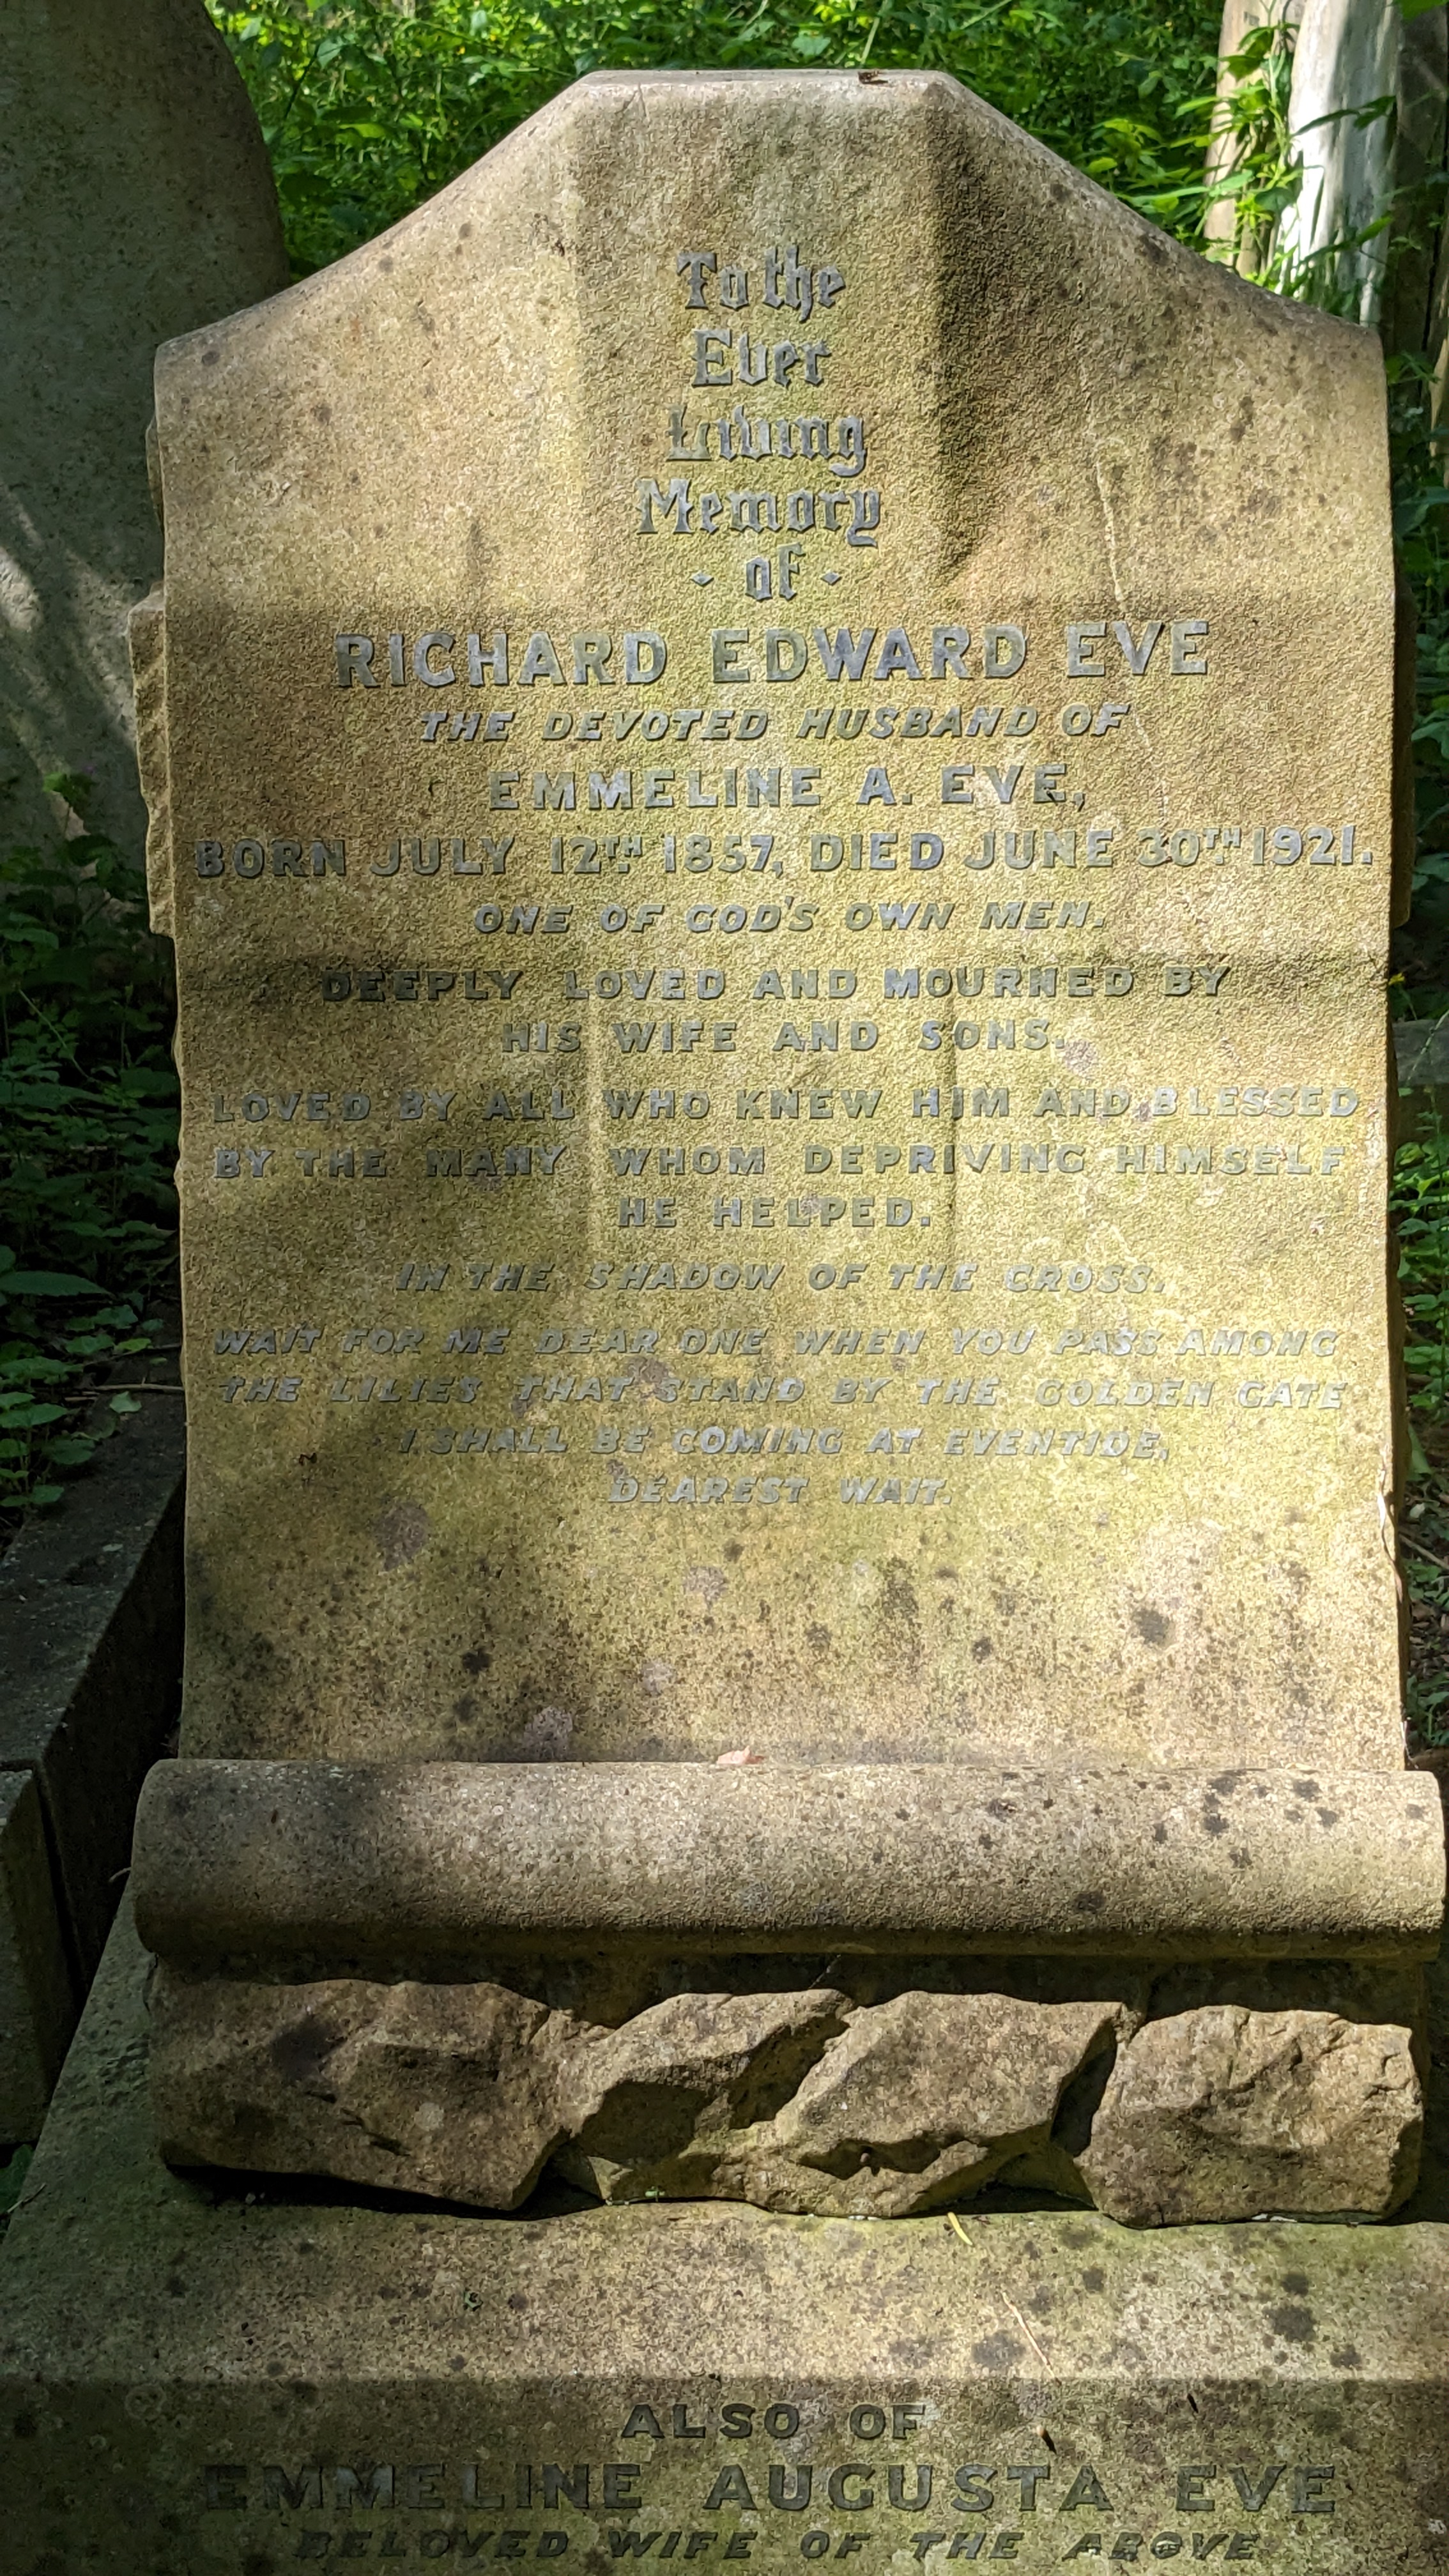 To the
Ever
Living
Memory
- of -
RICHARD EDWARD EVE
THE DEVOTED HUSBAND OF
EMMELINE A. EVE,
BORN JULY 12TH 1857, DIED JUNE 30TH 1921.
ONE OF GOD'S OWN MEN.
DEEPLY LOVED AND MOURNED BY
HIS WIFE AND SONS.
LOVED BY ALL WHO KNEW HIM AND BLESSED
BY THE MANY WHOM DEPRIVING HIMSELF
HE HELPED.
IN THE SHADOW OF THE CROSS.
WAIT FOR ME DEAR ONE WHEN YOU PASS AMONG
THE LILIES THAT STAND BY THE GOLDEN GATE
I SHALL BE COMING AT EVENTIDE,
DEAREST WAIT.
ALSO OF
EMMELINE AUGUSTA EVE
BELOVED WIFE OF THE ABOVE